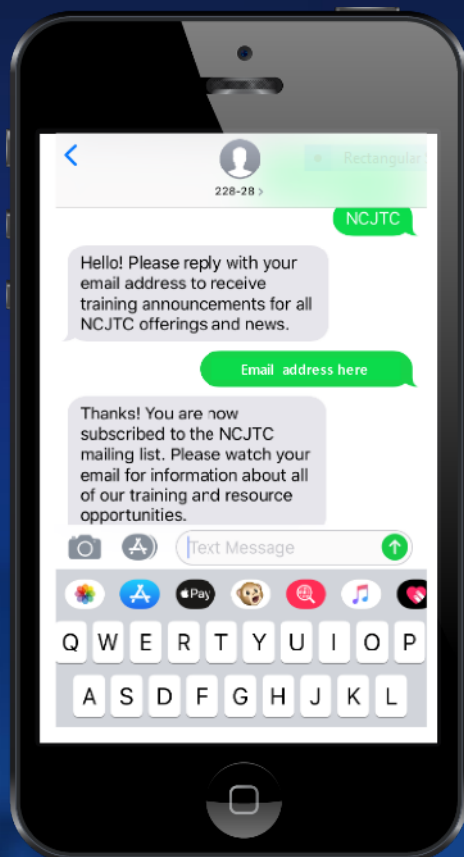 Rectangular
228-28 >
NCJTC
Hello! Please reply with your
email address to receive
training announcements for all
NCJTC offerings and news.
Email address here
Thanks! You are now
subscribed to the NCJTC
mailing list. Please watch your
email for information about all
of our training and resource
opportunities.
Text Message
Pay
Q W E R T Y U I O P
A S D F G H J K L